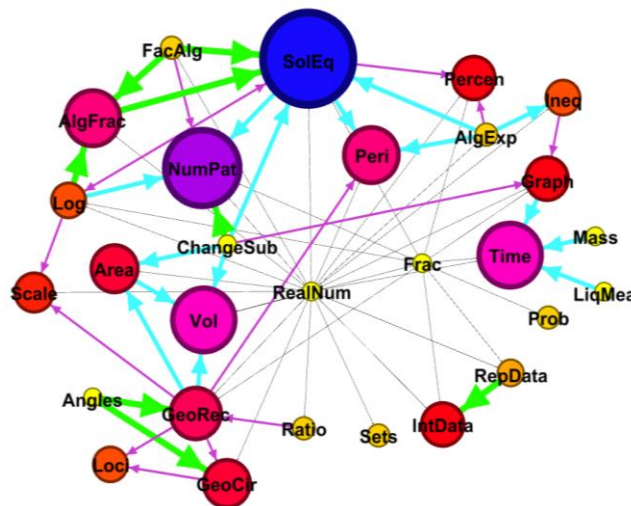 FacAlg
SolEq
Percen
Ineq
AlgFrac
AlgExp
NumPat
Peri
Graph
Log
ChangeSub
Mass
Area
Frac
Time
Scale
Vol
RealNum
LiqMea
Prob
RepData
Angles
GeoRec
Ratio
Sets
IntData
Loci
GeoCir